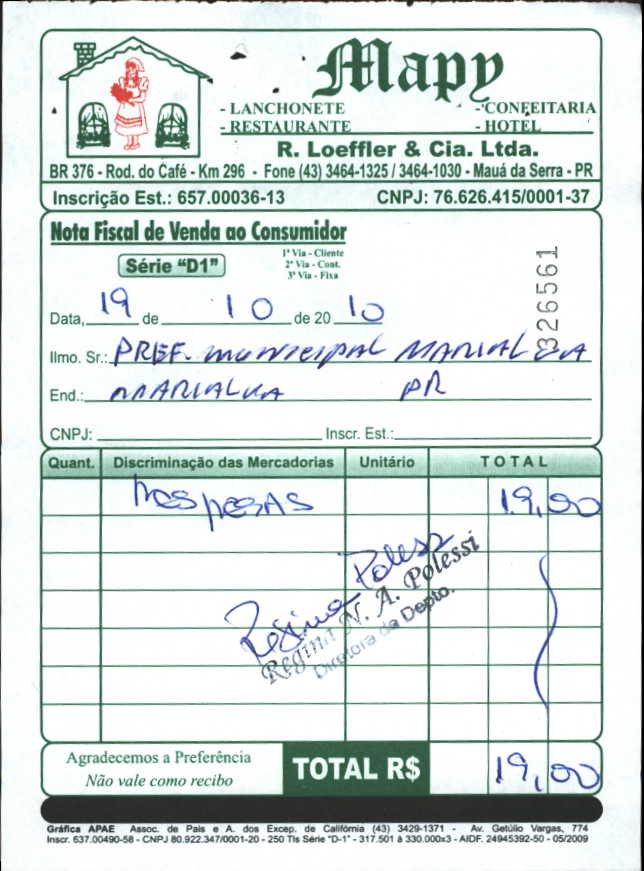 Mapy
- LANCHONETE - CONFEITARIA
- RESTAURANTE - HOTEL
R. Loeffler & Cia. Ltda.
BR 376 - Rod. do Café - Km 296 - Fone (43) 3464-1325 / 3464-1030 - Mauá da Serra - PR
Inscrição Est.: 657.00036-13 CNPJ: 76.626.415/0001-37
Nota Fiscal de Venda ao Consumidor
Série "D1"
1ª Via - Cliente
2ª Via - Cont.
3ª Via - Fixa
326561
Data, 19 de 10 de 20 10
Ilmo. Sr.: PREF. MUNICIPAL MARIALVA
End.: MARIALVA PR
CNPJ: Inscr. Est.:
Quant. Discriminação das Mercadorias Unitário TOTAL
DESPESAS 19,00
Regina Polessi
Regina N. A. Polessi
Diretora da Depto.
Agradecemos a Preferência
Não vale como recibo
TOTAL R$ 19,00
Gráfica APAE Assoc. de Pais e A. dos Excep. de Califórnia (43) 3429-1371 - Av. Getúlio Vargas, 774
Inscr. 637.00490-58 - CNPJ 80.922.347/0001-20 - 250 Tls Série "D-1" - 317.501 à 330.000x3 - AIDF. 24945392-50 - 05/2009